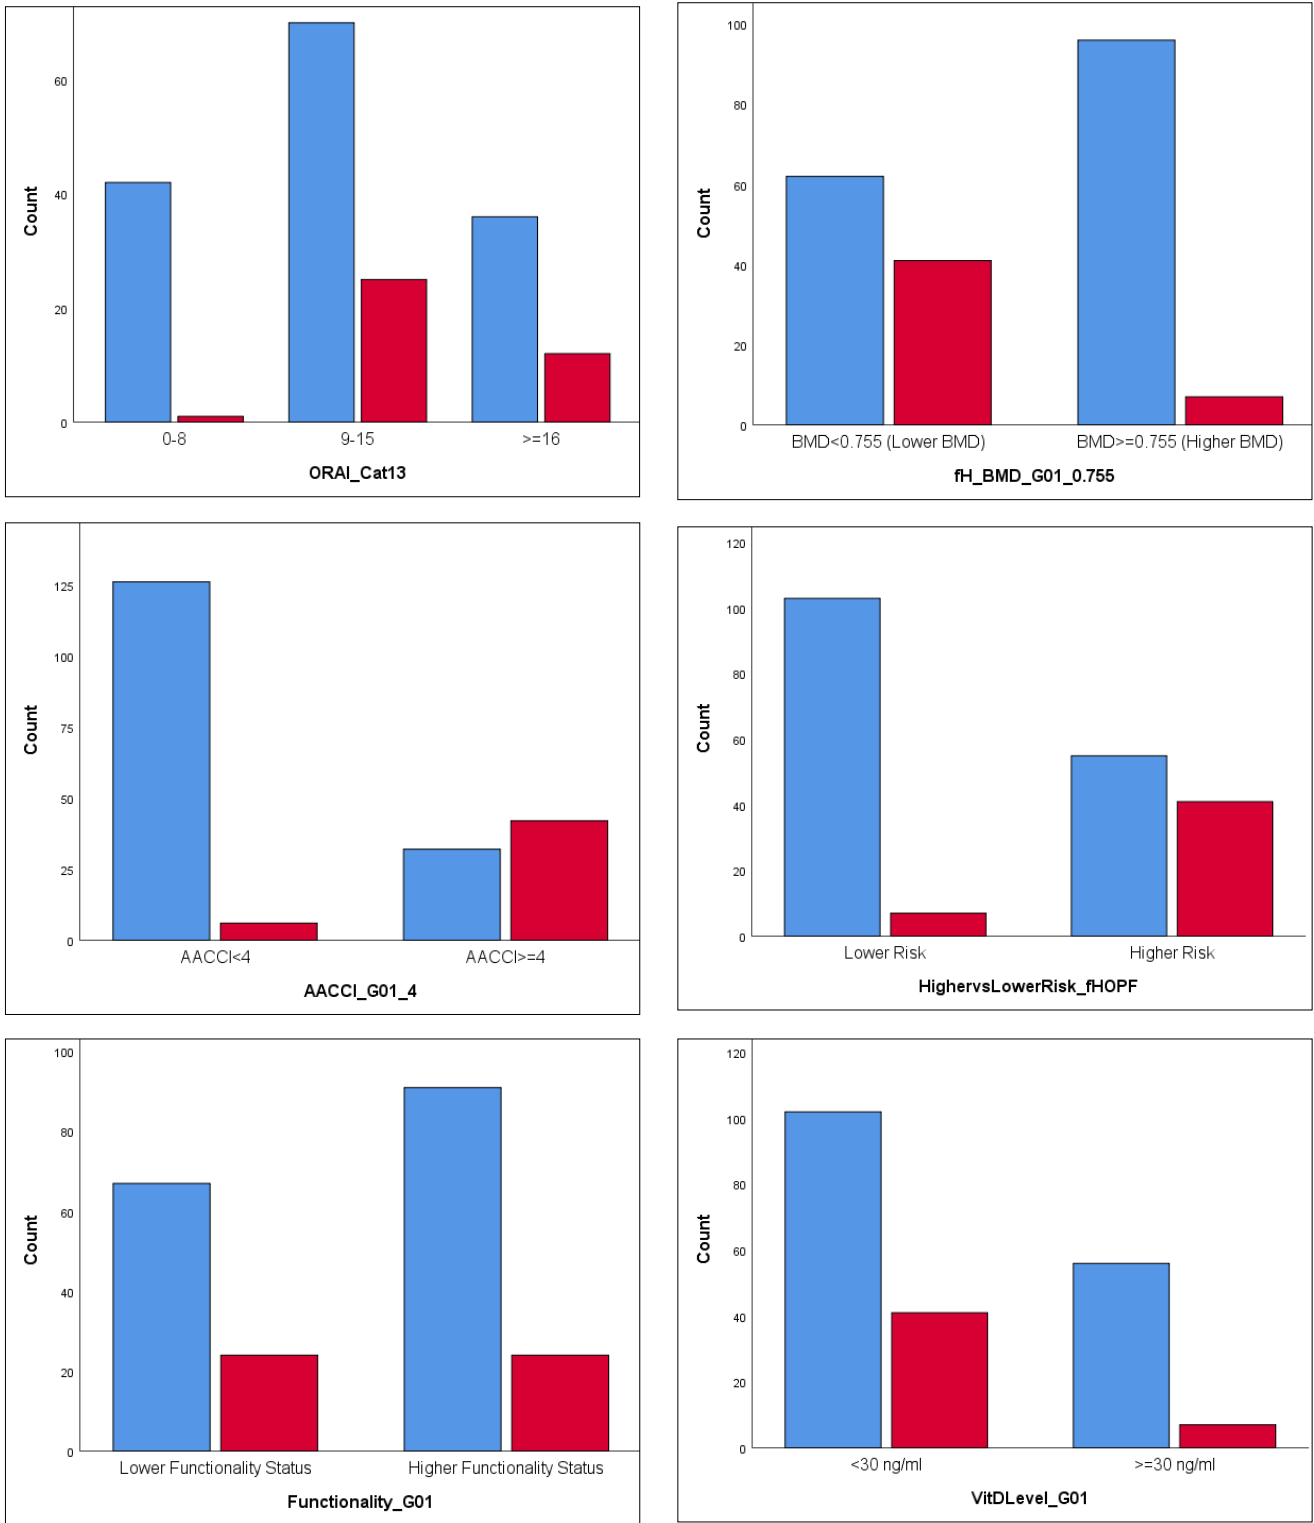 60
40
20
0
Count
0-8 9-15 >=16
ORAI_Cat13
100
80
60
40
20
0
Count
BMD<0.755 (Lower BMD) BMD>=0.755 (Higher BMD)
fH_BMD_G01_0.755
125
100
75
50
25
0
Count
AACCI<4 AACCI>=4
AACCI_G01_4
120
100
80
60
40
20
0
Count
Lower Risk Higher Risk
HighervsLowerRisk_fHOPF
100
80
60
40
20
0
Count
Lower Functionality Status Higher Functionality Status
Functionality_G01
120
100
80
60
40
20
0
Count
<30 ng/ml >=30 ng/ml
VitDLevel_G01